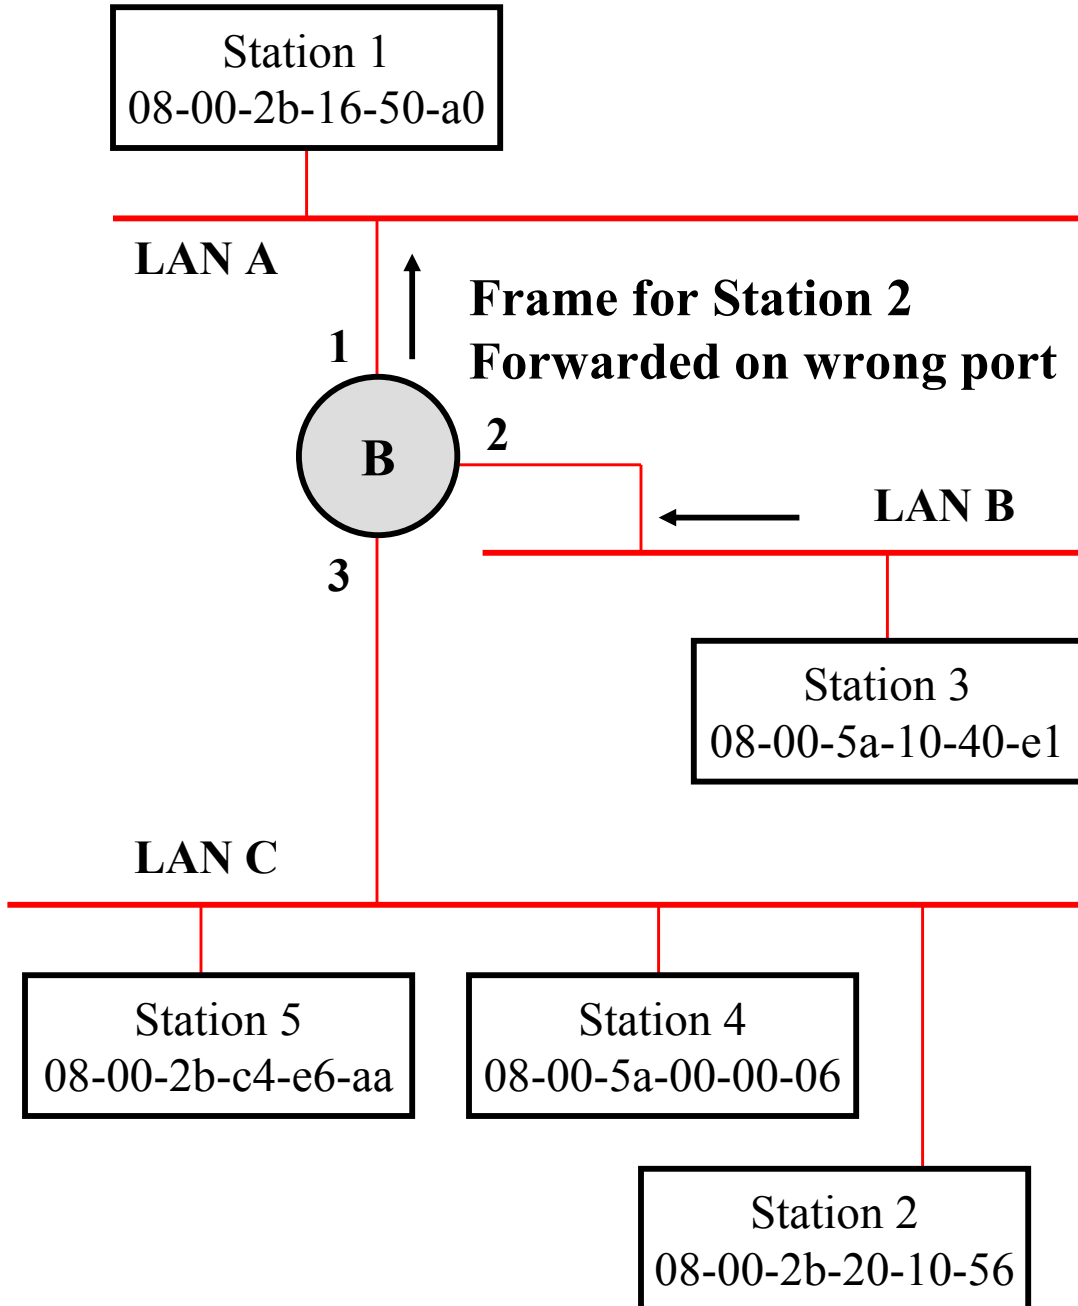 Station 1
08-00-2b-16-50-a0
LAN A
Frame for Station 2
Forwarded on wrong port
1
2
B
LAN B
3
Station 3
08-00-5a-10-40-e1
LAN C
Station 5
08-00-2b-c4-e6-aa
Station 4
08-00-5a-00-00-06
Station 2
08-00-2b-20-10-56